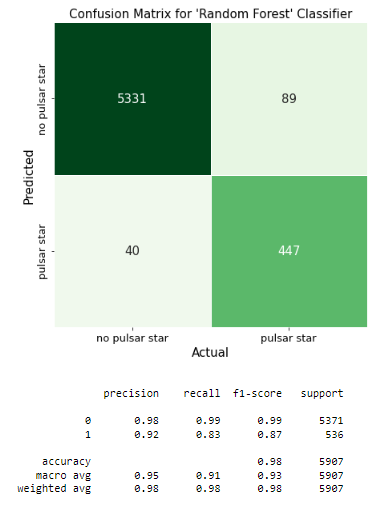 Confusion Matrix for 'Random Forest' Classifier
Predicted
no pulsar star
5331
89
pulsar star
40
447
no pulsar star pulsar star
Actual
precision recall f1-score support
0 0.98 0.99 0.99 5371
1 0.92 0.83 0.87 536
accuracy 0.98 5907
macro avg 0.95 0.91 0.93 5907
weighted avg 0.98 0.98 0.98 5907